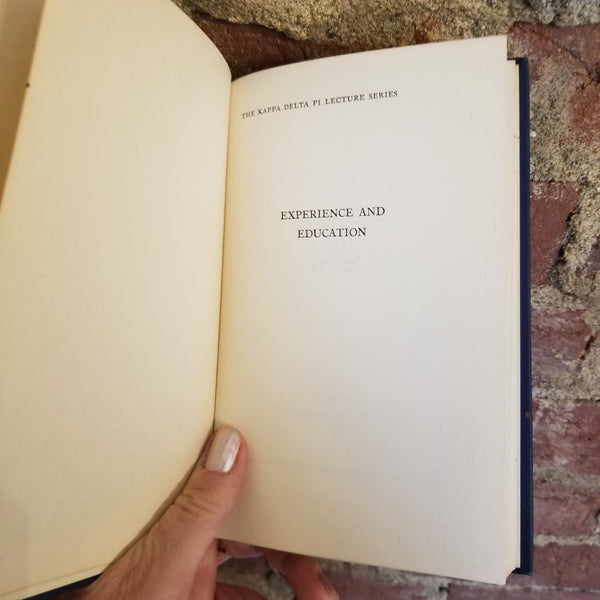 THE KAPPA DELTA PI LECTURE SERIES
EXPERIENCE AND
EDUCATION